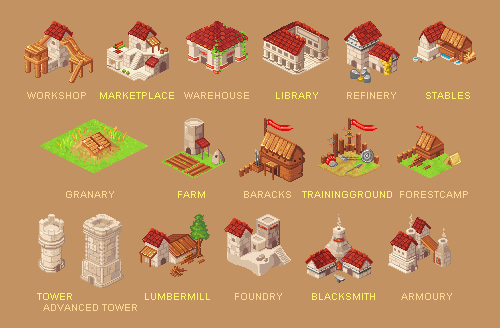 WORKSHOP MARKETPLACE WAREHOUSE LIBRARY REFINERY STABLES
GRANARY FARM BARACKS TRAININGGROUND FORESTCAMP
TOWER LUMBERMILL FOUNDRY BLACKSMITH ARMOURY
ADVANCED TOWER